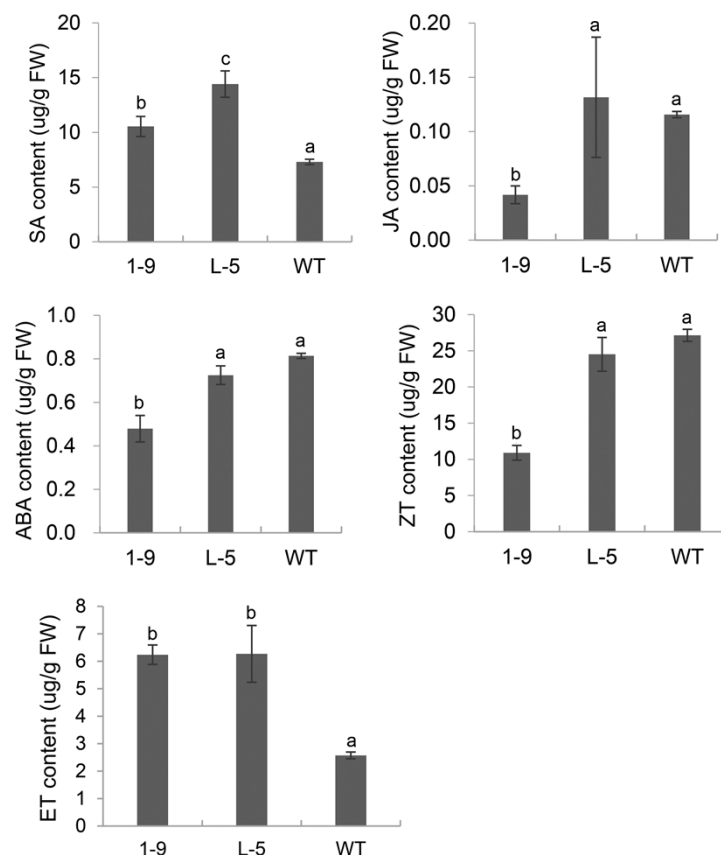 SA content (ug/g FW)
20
15
10
5
0
b
c
a
1-9
L-5
WT
JA content (ug/g FW)
0.20
0.15
0.10
0.05
0.00
b
a
a
1-9
L-5
WT
ABA content (ug/g FW)
1.0
0.8
0.6
0.4
0.2
0.0
b
a
a
1-9
L-5
WT
ZT content (ug/g FW)
30
25
20
15
10
5
0
b
a
a
1-9
L-5
WT
ET content (ug/g FW)
8
7
6
5
4
3
2
1
0
b
b
a
1-9
L-5
WT